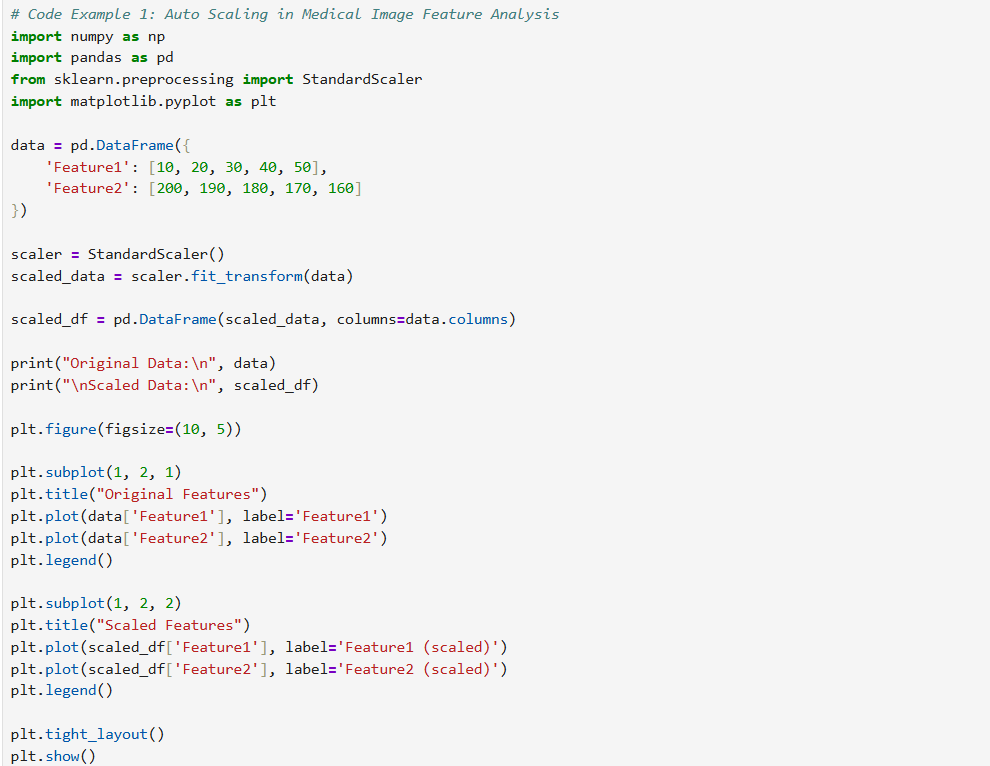 # Code Example 1: Auto Scaling in Medical Image Feature Analysis
import numpy as np
import pandas as pd
from sklearn.preprocessing import StandardScaler
import matplotlib.pyplot as plt

data = pd.DataFrame({
    'Feature1': [10, 20, 30, 40, 50],
    'Feature2': [200, 190, 180, 170, 160]
})

scaler = StandardScaler()
scaled_data = scaler.fit_transform(data)

scaled_df = pd.DataFrame(scaled_data, columns=data.columns)

print("Original Data:\n", data)
print("\nScaled Data:\n", scaled_df)

plt.figure(figsize=(10, 5))

plt.subplot(1, 2, 1)
plt.title("Original Features")
plt.plot(data['Feature1'], label='Feature1')
plt.plot(data['Feature2'], label='Feature2')
plt.legend()

plt.subplot(1, 2, 2)
plt.title("Scaled Features")
plt.plot(scaled_df['Feature1'], label='Feature1 (scaled)')
plt.plot(scaled_df['Feature2'], label='Feature2 (scaled)')
plt.legend()

plt.tight_layout()
plt.show()